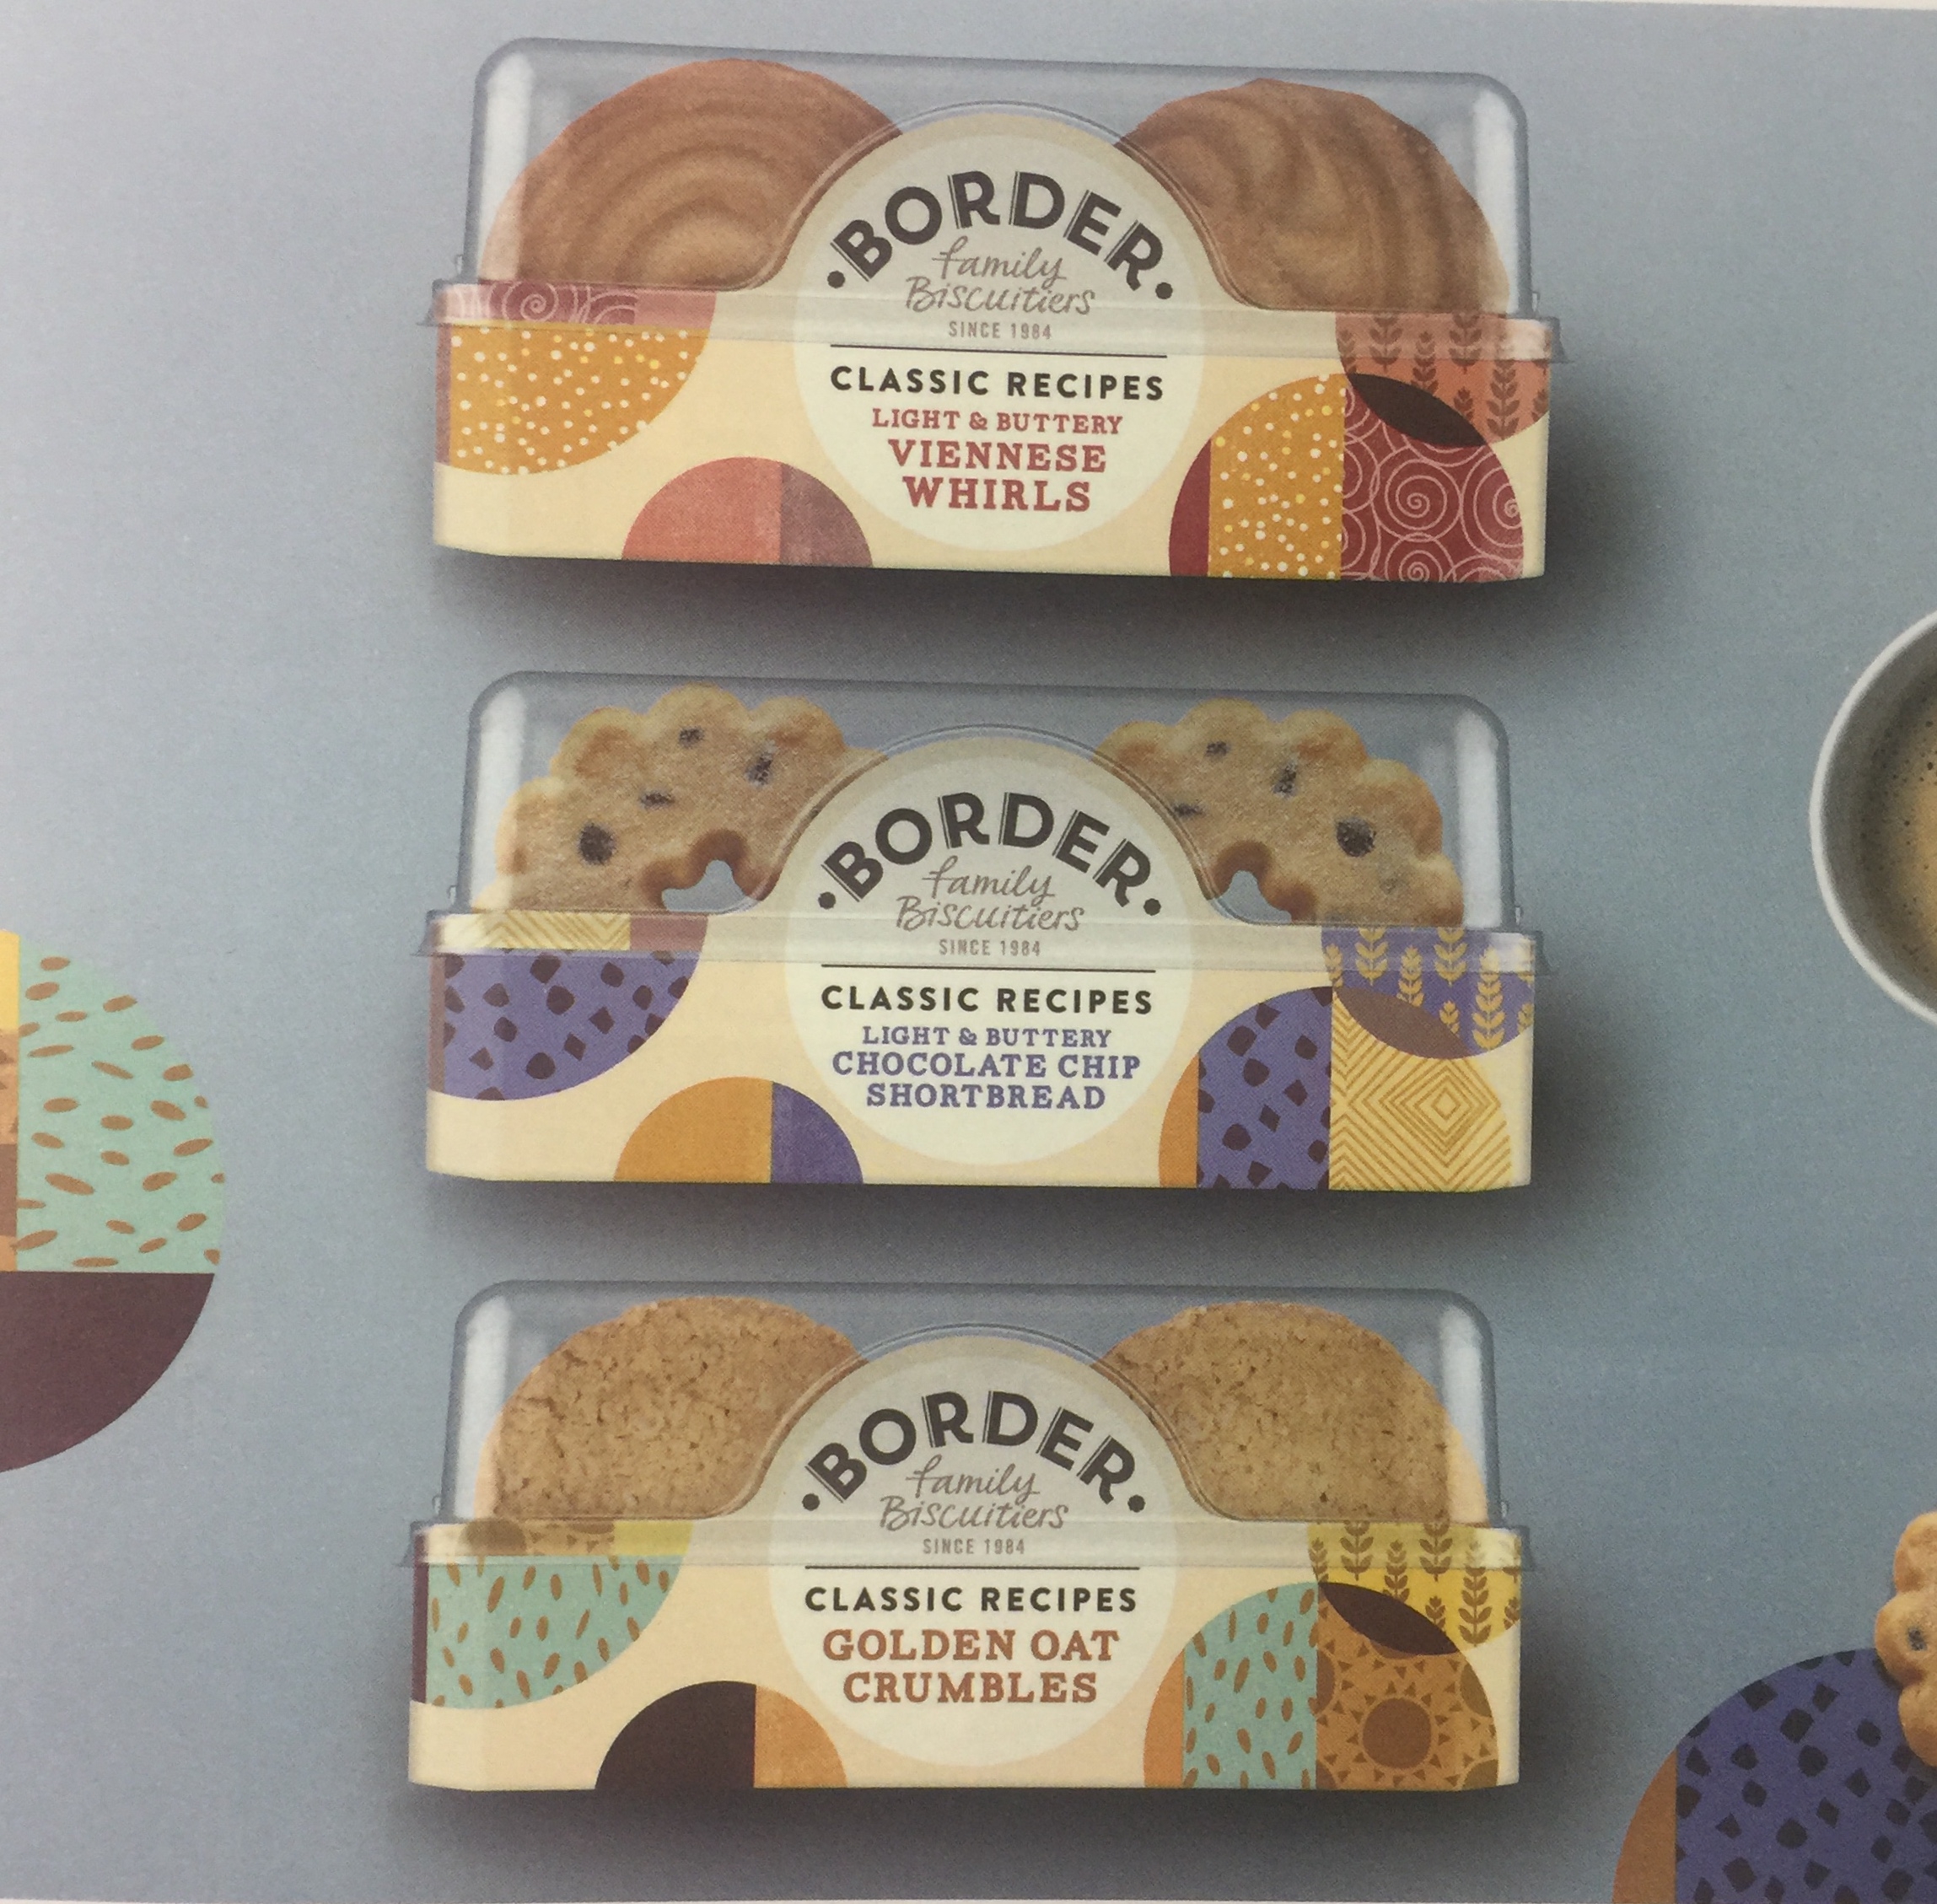 BORDER
family
Biscuitiers
SINCE 1984
CLASSIC RECIPES
LIGHT & BUTTERY
VIENNESE
WHIRLS
BORDER
family
Biscuitiers
SINCE 1984
CLASSIC RECIPES
LIGHT & BUTTERY
CHOCOLATE CHIP
SHORTBREAD
BORDER
family
Biscuitiers
SINCE 1984
CLASSIC RECIPES
GOLDEN OAT
CRUMBLES